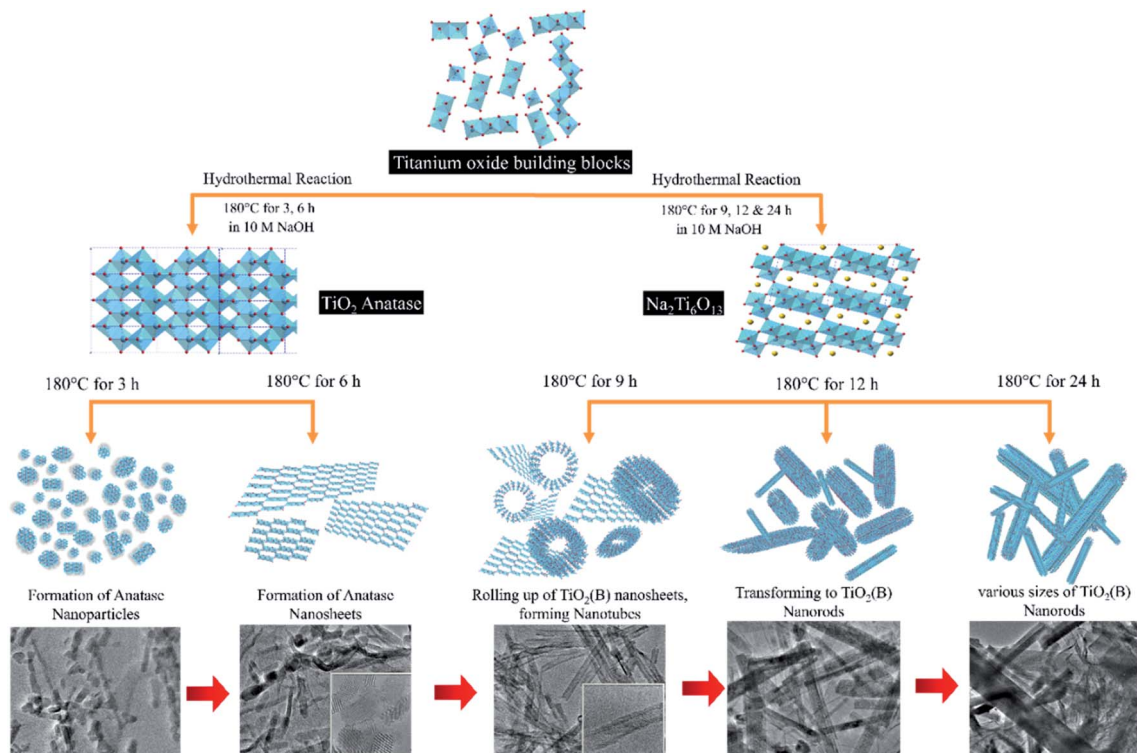 Titanium oxide building blocks
Hydrothermal Reaction
180°C for 3, 6 h
in 10 M NaOH
Hydrothermal Reaction
180°C for 9, 12 & 24 h
in 10 M NaOH
TiO₂ Anatase
Na₂Ti₆O₁₃
180°C for 3 h
180°C for 6 h
180°C for 9 h
180°C for 12 h
180°C for 24 h
Formation of Anatase
Nanoparticles
Formation of Anatase
Nanosheets
Rolling up of TiO₂(B) nanosheets,
forming Nanotubes
Transforming to TiO₂(B)
Nanorods
various sizes of TiO₂(B)
Nanorods